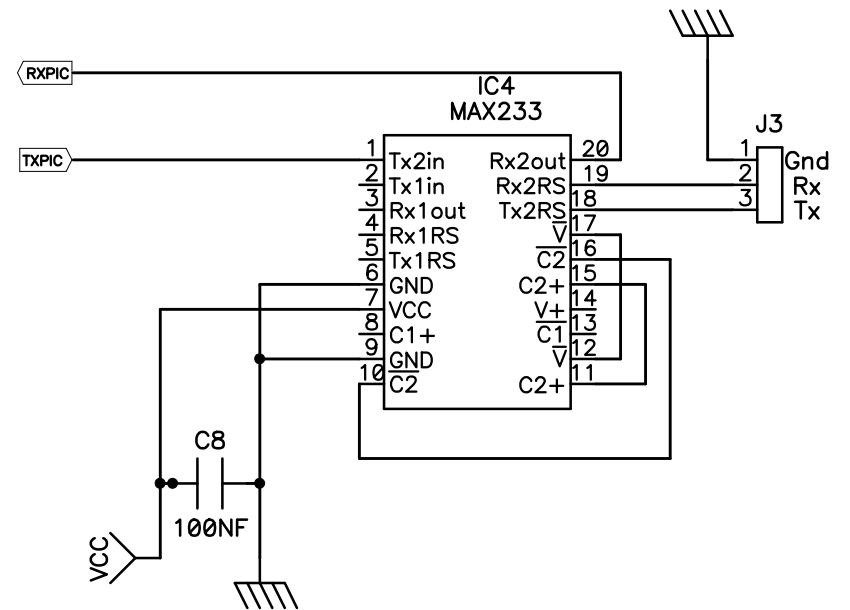 RXPIC
IC4
MAX233
TXPIC
1 Tx2in Rx2out 20
2 Tx1in Rx2RS 19
3 Rx1out Tx2RS 18
4 Rx1RS V 17
5 Tx1RS C2 16
6 GND C2+ 15
7 VCC V+ 14
8 C1+ C1 13
9 GND V 12
10 C2 C2+ 11
J3
1 Gnd
2 Rx
3 Tx
C8
100NF
VCC